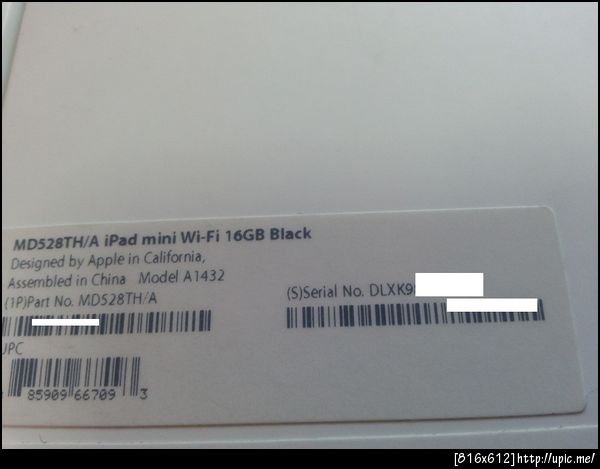 MD528TH/A iPad mini Wi-Fi 16GB Black
Designed by Apple in California,
Assembled in China Model A1432
(1P)Part No. MD528TH/A
(S)Serial No. DLXK9
UPC
85909 66709 3
[816x612]http://upic.me/